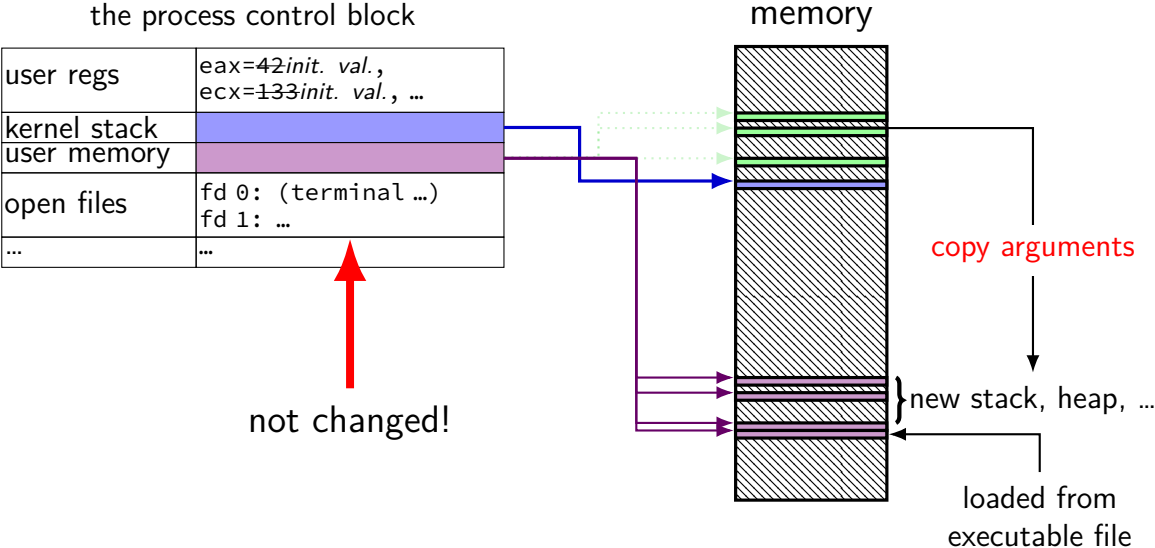 the process control block
memory
user regs
eax=42init. val.,
ecx=133init. val., …
kernel stack
user memory
open files
fd 0: (terminal …)
fd 1: …
…
…
copy arguments
not changed!
new stack, heap, …
loaded from
executable file